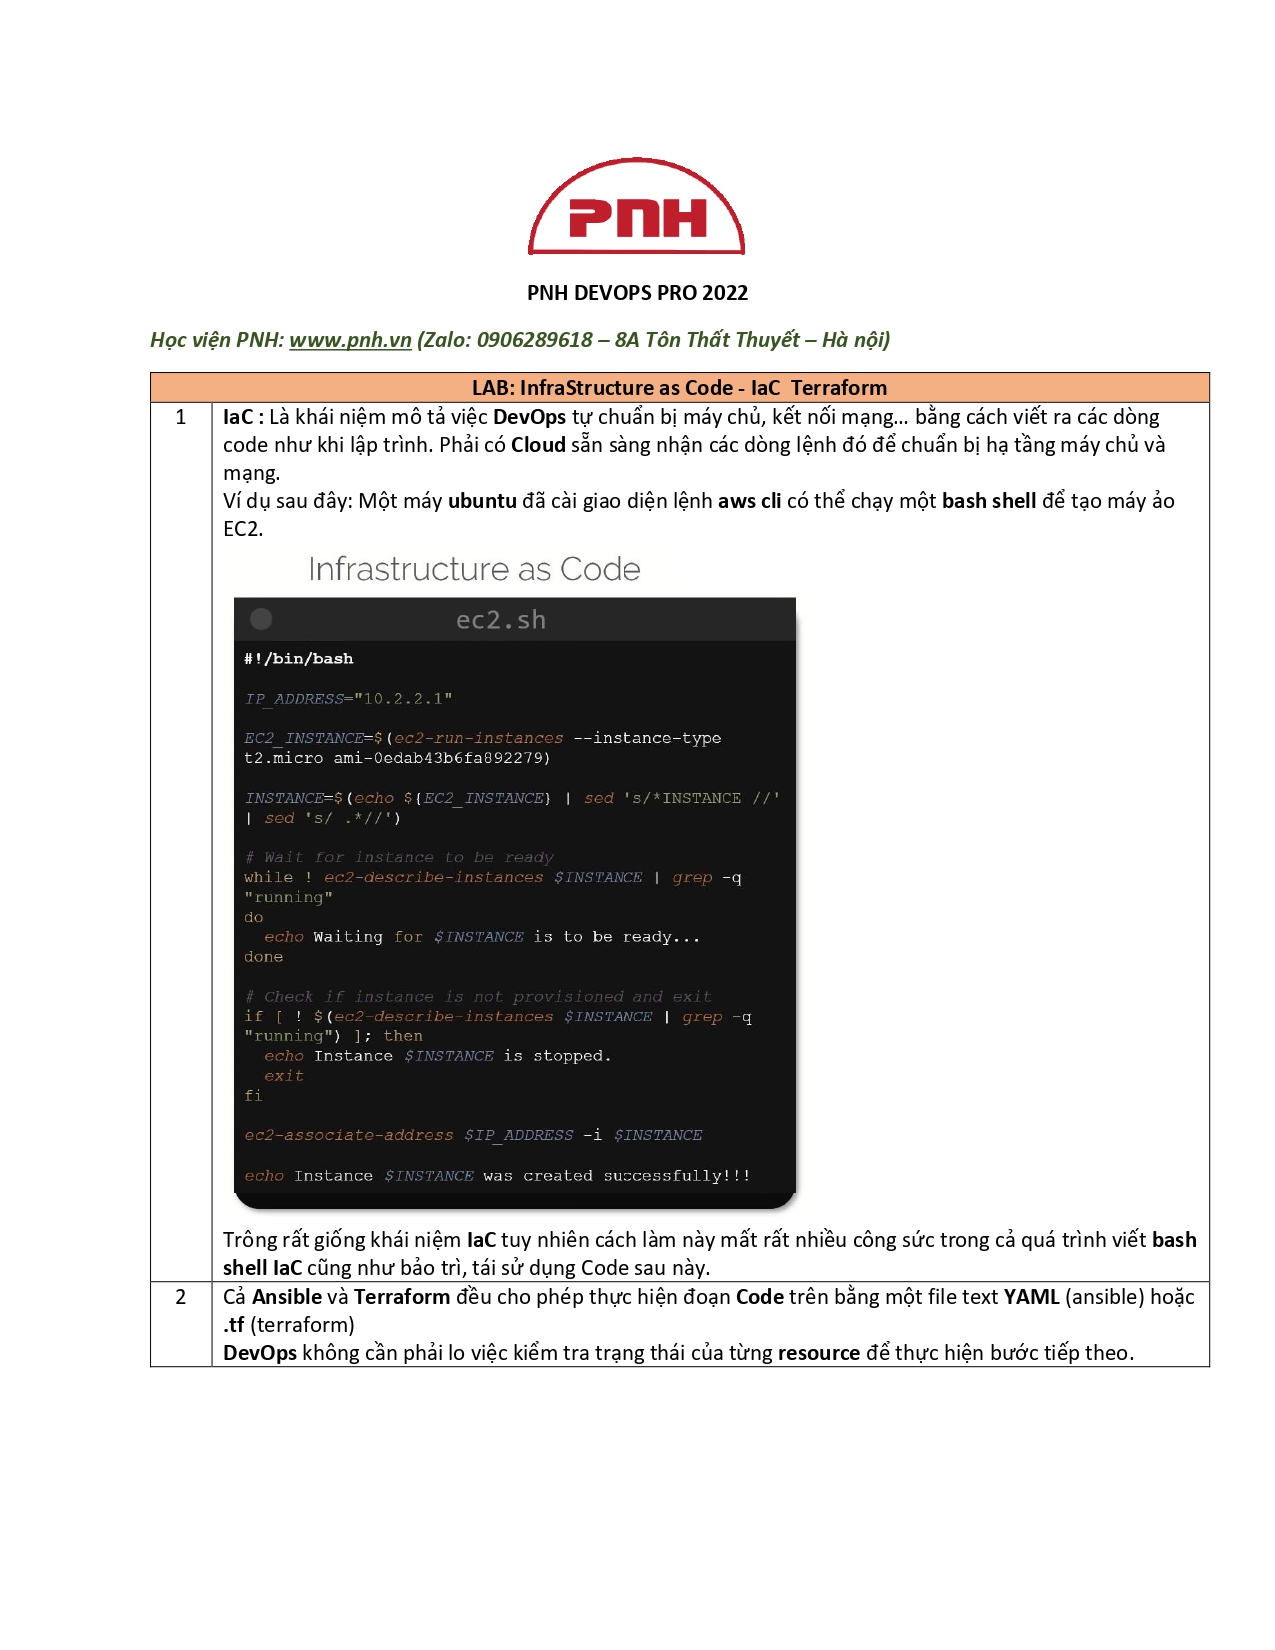 PNH
PNH DEVOPS PRO 2022
Học viện PNH: www.pnh.vn (Zalo: 0906289618 – 8A Tôn Thất Thuyết – Hà nội)
LAB: InfraStructure as Code - IaC  Terraform
1
IaC : Là khái niệm mô tả việc DevOps tự chuẩn bị máy chủ, kết nối mạng… bằng cách viết ra các dòng
code như khi lập trình. Phải có Cloud sẵn sàng nhận các dòng lệnh đó để chuẩn bị hạ tầng máy chủ và
mạng.
Ví dụ sau đây: Một máy ubuntu đã cài giao diện lệnh aws cli có thể chạy một bash shell để tạo máy ảo
EC2.
Infrastructure as Code
ec2.sh
#!/bin/bash
IP_ADDRESS="10.2.2.1"
EC2_INSTANCE=$(ec2-run-instances --instance-type
t2.micro ami-0edab43b6fa892279)
INSTANCE=$(echo ${EC2_INSTANCE} | sed 's/*INSTANCE //'
| sed 's/ .*//')
# Wait for instance to be ready
while ! ec2-describe-instances $INSTANCE | grep -q
"running"
do
  echo Waiting for $INSTANCE is to be ready...
done
# Check if instance is not provisioned and exit
if [ ! $(ec2-describe-instances $INSTANCE | grep -q
"running") ]; then
  echo Instance $INSTANCE is stopped.
  exit
fi
ec2-associate-address $IP_ADDRESS -i $INSTANCE
echo Instance $INSTANCE was created successfully!!!
Trông rất giống khái niệm IaC tuy nhiên cách làm này mất rất nhiều công sức trong cả quá trình viết bash
shell IaC cũng như bảo trì, tái sử dụng Code sau này.
2
Cả Ansible và Terraform đều cho phép thực hiện đoạn Code trên bằng một file text YAML (ansible) hoặc
.tf (terraform)
DevOps không cần phải lo việc kiểm tra trạng thái của từng resource để thực hiện bước tiếp theo.